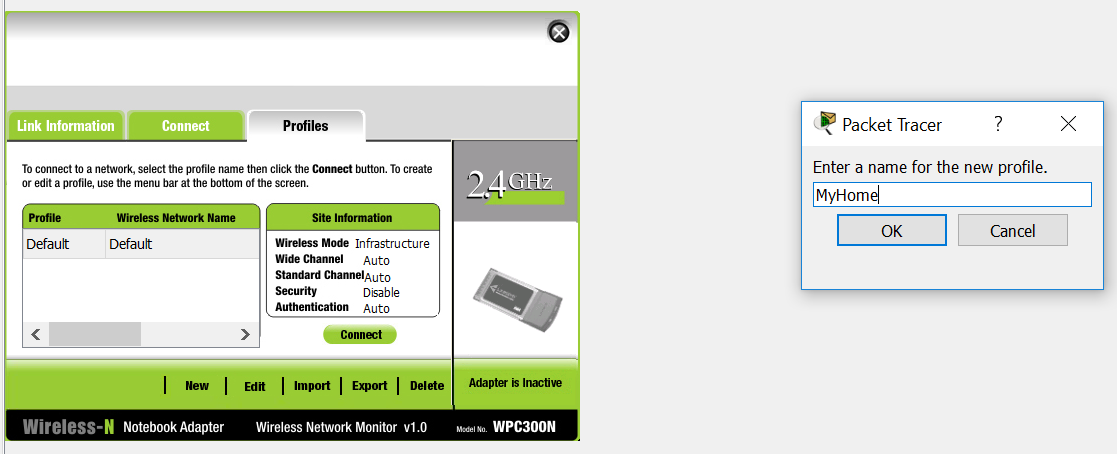 Link Information
Connect
Profiles
To connect to a network, select the profile name then click the Connect button. To create
or edit a profile, use the menu bar at the bottom of the screen.
Profile Wireless Network Name
Default Default
Site Information
Wireless Mode Infrastructure
Wide Channel Auto
Standard Channel Auto
Security Disable
Authentication Auto
Connect
2.4GHz
New | Edit | Import | Export | Delete
Adapter is Inactive
Wireless-N Notebook Adapter Wireless Network Monitor v1.0 Model No. WPC300N
Packet Tracer ?
Enter a name for the new profile.
MyHome
OK Cancel